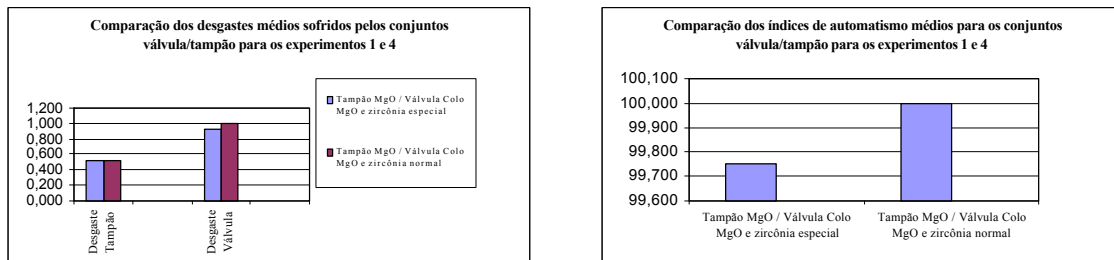 Comparação dos desgastes médios sofridos pelos conjuntos
válvula/tampão para os experimentos 1 e 4
Tampão MgO / Válvula Colo
MgO e zircônia especial
Tampão MgO / Válvula Colo
MgO e zircônia normal
1,200
1,000
0,800
0,600
0,400
0,200
0,000
Desgaste
Tampão
Desgaste
Válvula
Comparação dos índices de automatismo médios para os conjuntos
válvula/tampão para os experimentos 1 e 4
100,100
100,000
99,900
99,800
99,700
99,600
Tampão MgO / Válvula Colo
MgO e zircônia especial
Tampão MgO / Válvula Colo
MgO e zircônia normal